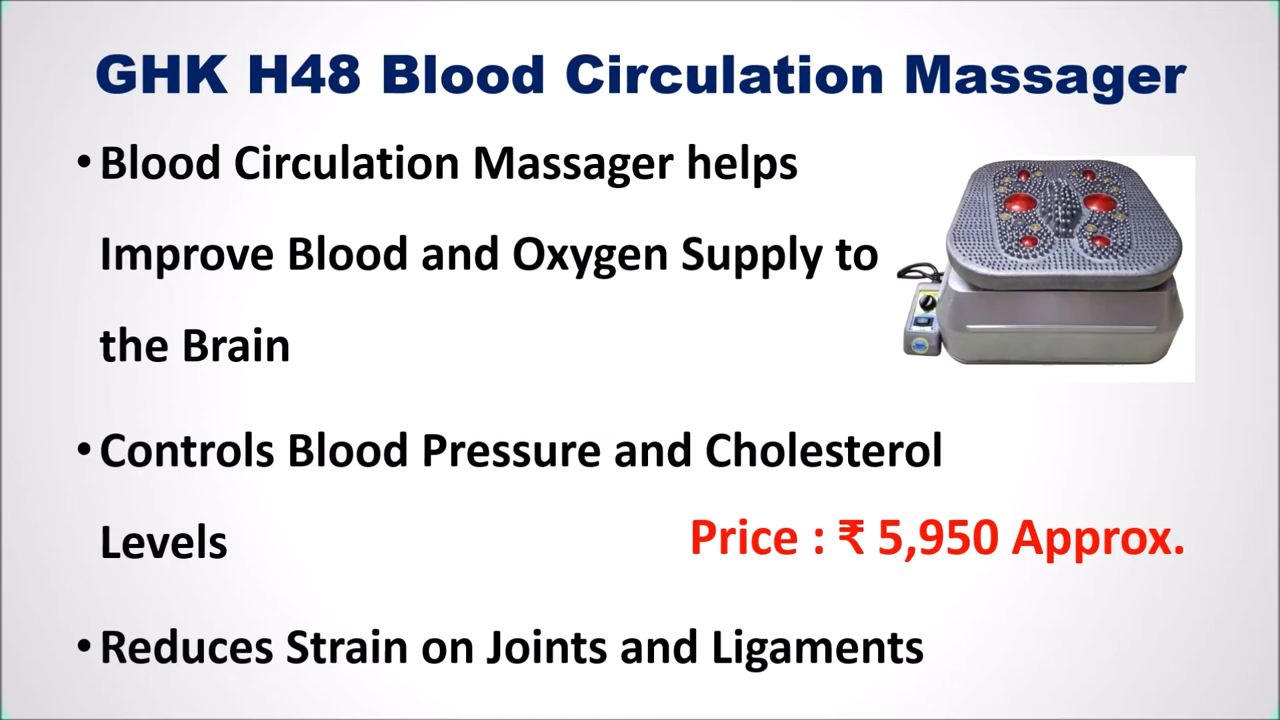 GHK H48 Blood Circulation Massager
• Blood Circulation Massager helps
Improve Blood and Oxygen Supply to
the Brain
• Controls Blood Pressure and Cholesterol
Levels
Price : ₹ 5,950 Approx.
• Reduces Strain on Joints and Ligaments